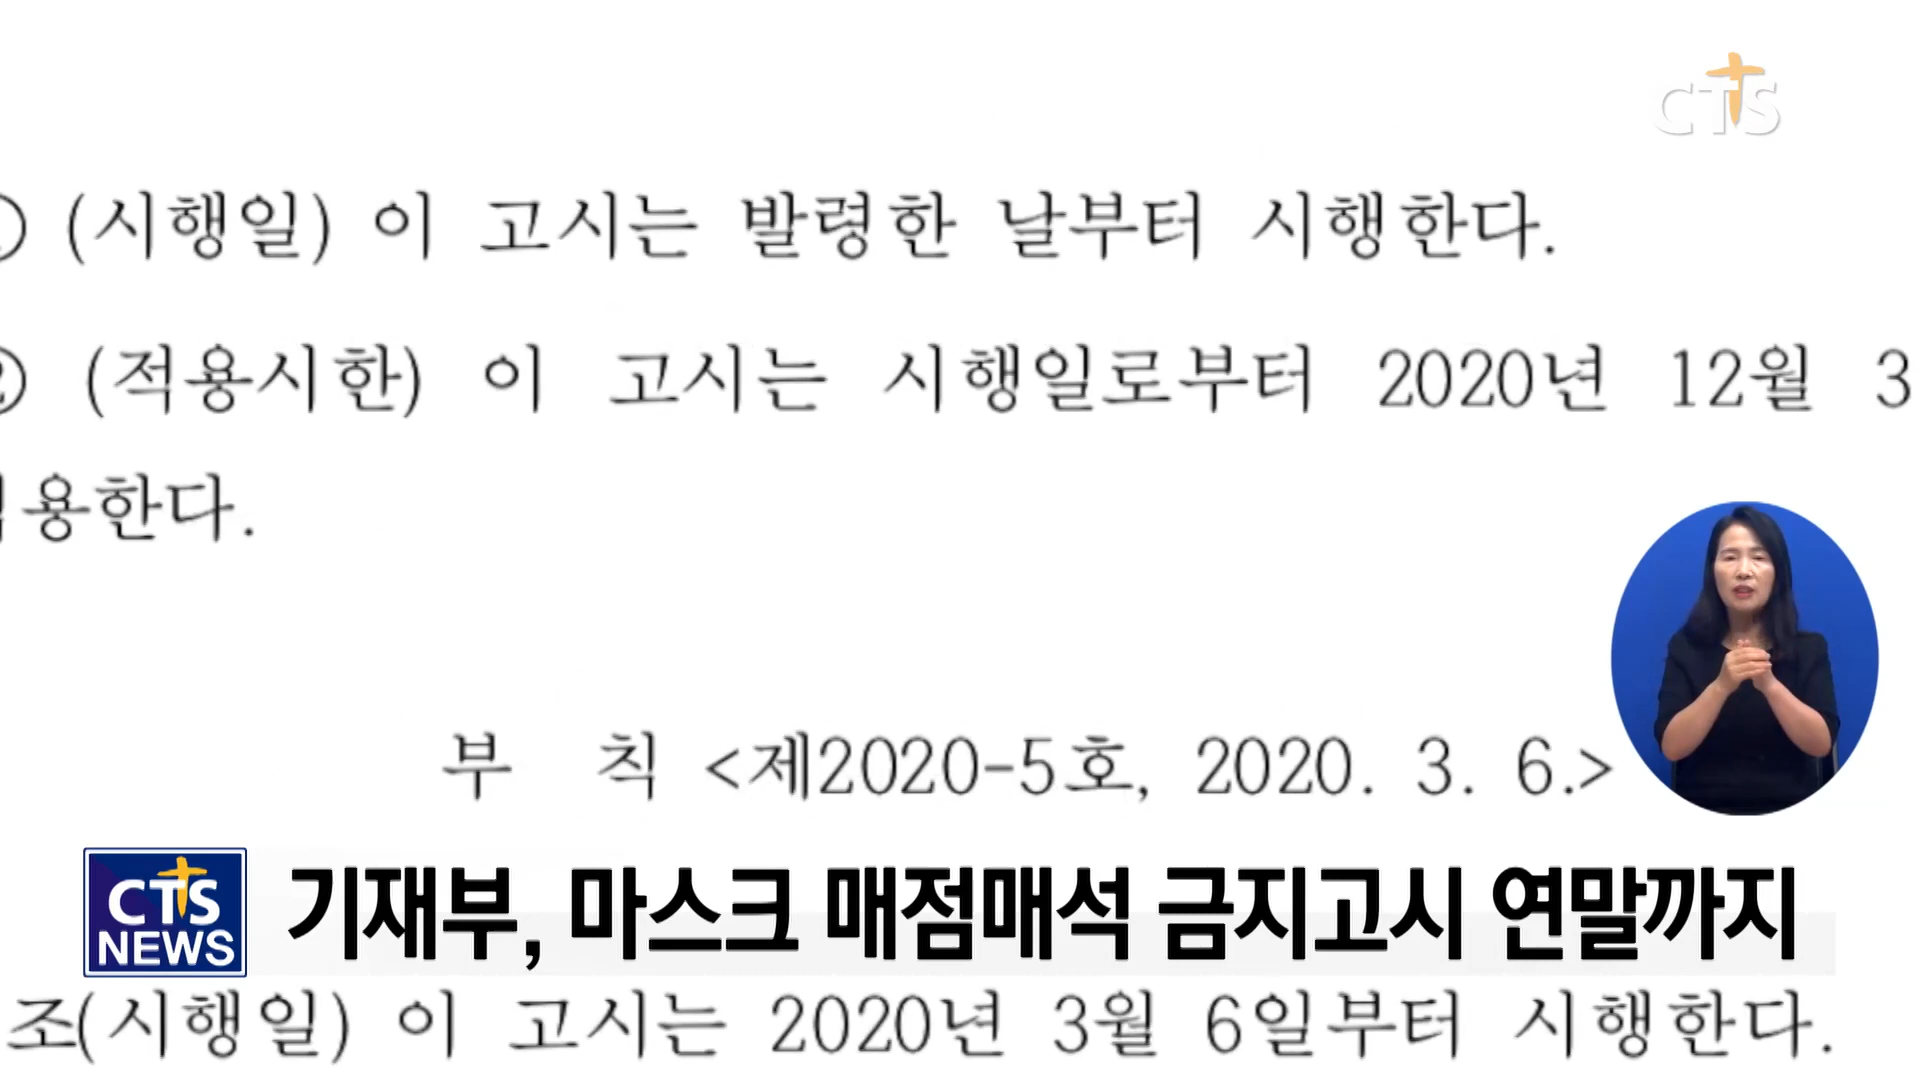 CTS
(시행일) 이 고시는 발령한 날부터 시행한다.
② (적용시한) 이 고시는 시행일로부터 2020년 12월 3
용한다.
부 칙 <제2020-5호, 2020. 3. 6.>
CTS
NEWS
기재부, 마스크 매점매석 금지고시 연말까지
조(시행일) 이 고시는 2020년 3월 6일부터 시행한다.